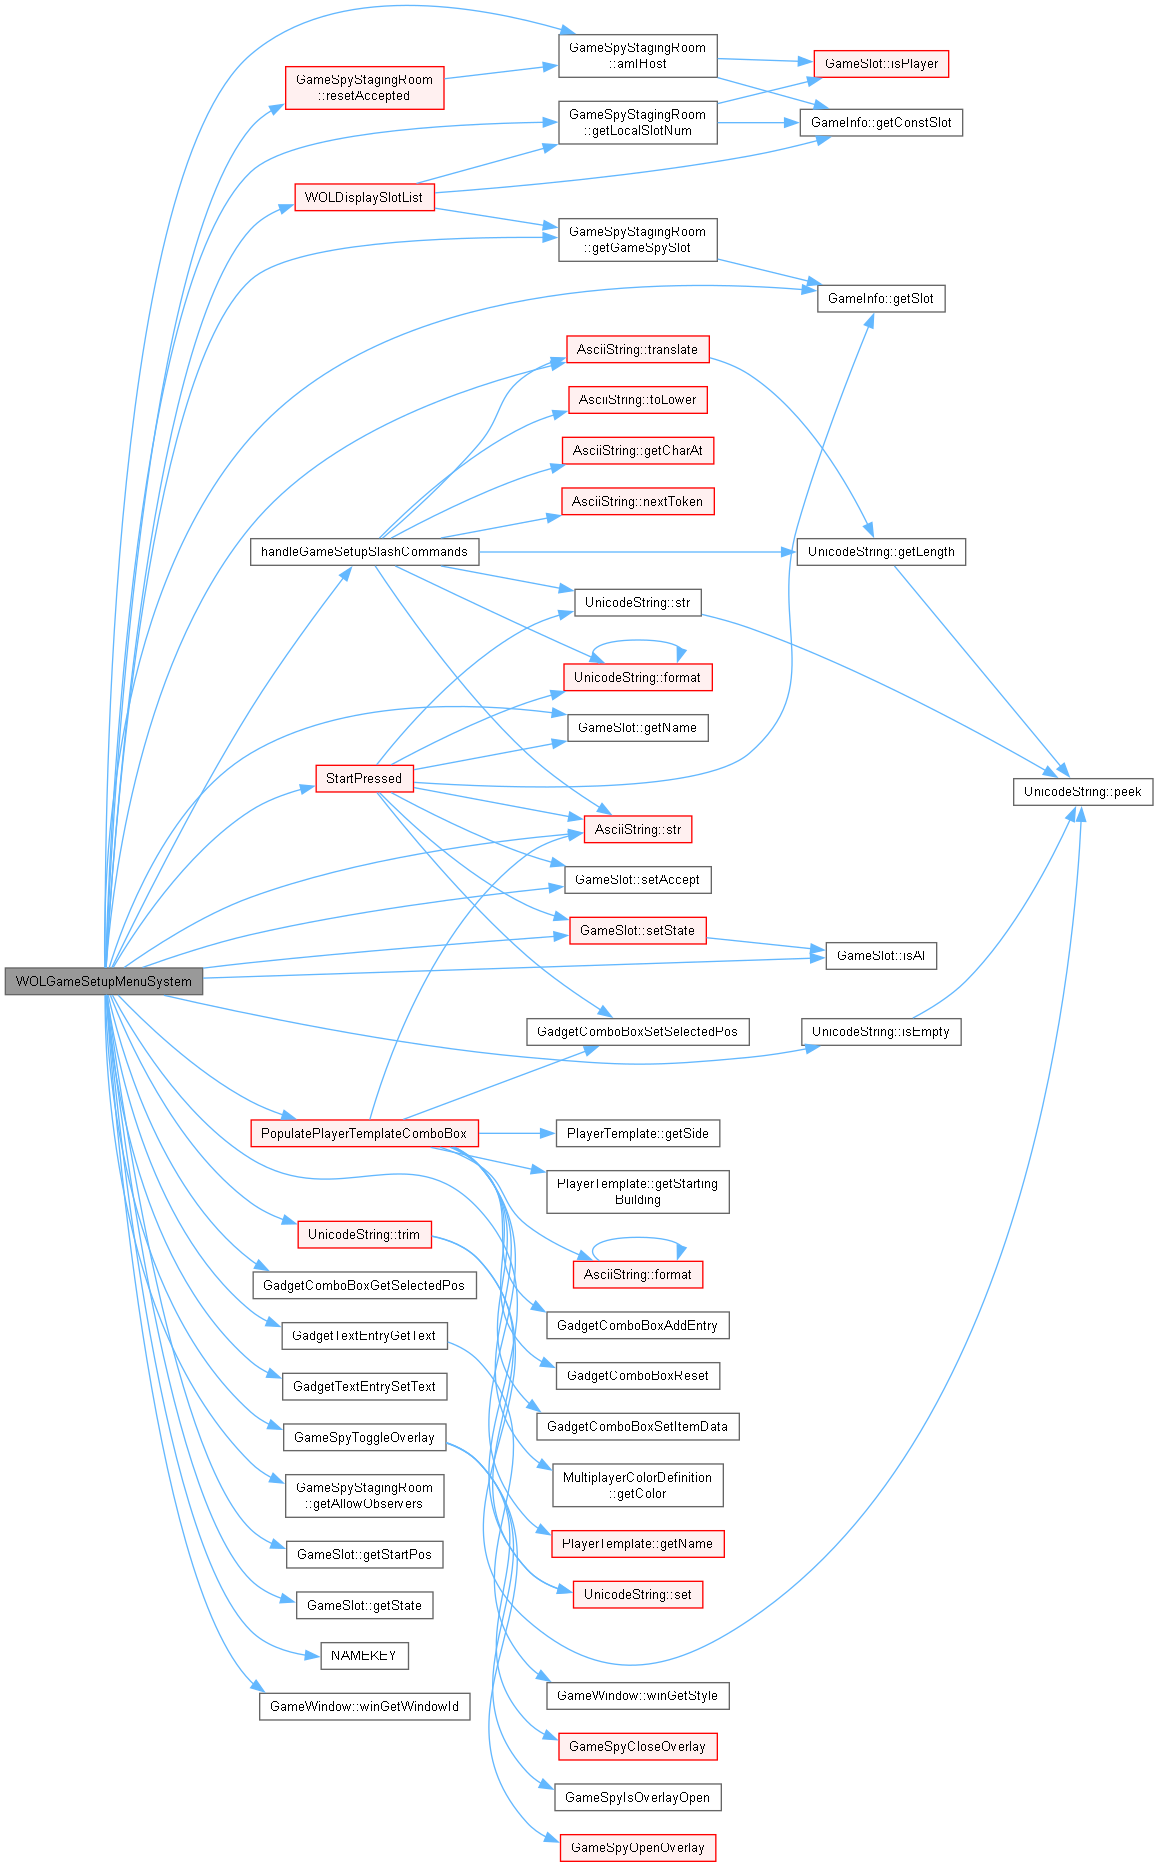 GameSpyStagingRoom
::amIHost
GameSlot::isPlayer
GameSpyStagingRoom
::resetAccepted
GameSpyStagingRoom
::getLocalSlotNum
GameInfo::getConstSlot
WOLDisplaySlotList
GameSpyStagingRoom
::getGameSpySlot
GameInfo::getSlot
AsciiString::translate
AsciiString::toLower
AsciiString::getCharAt
AsciiString::nextToken
handleGameSetupSlashCommands
UnicodeString::getLength
UnicodeString::str
UnicodeString::format
GameSlot::getName
StartPressed
UnicodeString::peek
AsciiString::str
GameSlot::setAccept
GameSlot::setState
GameSlot::isAI
WOLGameSetupMenuSystem
GadgetComboBoxSetSelectedPos
UnicodeString::isEmpty
PopulatePlayerTemplateComboBox
PlayerTemplate::getSide
PlayerTemplate::getStarting
Building
UnicodeString::trim
AsciiString::format
GadgetComboBoxGetSelectedPos
GadgetComboBoxAddEntry
GadgetTextEntryGetText
GadgetComboBoxReset
GadgetTextEntrySetText
GadgetComboBoxSetItemData
GameSpyToggleOverlay
MultiplayerColorDefinition
::getColor
GameSpyStagingRoom
::getAllowObservers
PlayerTemplate::getName
GameSlot::getStartPos
UnicodeString::set
GameSlot::getState
NAMEKEY
GameWindow::winGetStyle
GameWindow::winGetWindowId
GameSpyCloseOverlay
GameSpyIsOverlayOpen
GameSpyOpenOverlay